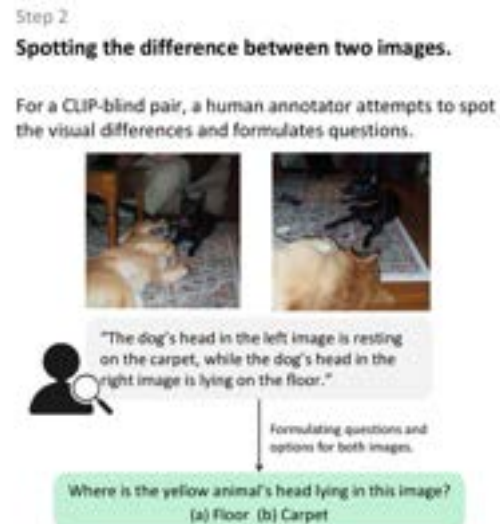 Step 2
Spotting the difference between two images.
For a CLIP-blind pair, a human annotator attempts to spot
the visual differences and formulates questions.
"The dog's head in the left image is resting
on the carpet, while the dog's head in the
right image is lying on the floor."
Formulating questions and
options for both images.
Where is the yellow animal's head lying in this image?
(a) Floor (b) Carpet